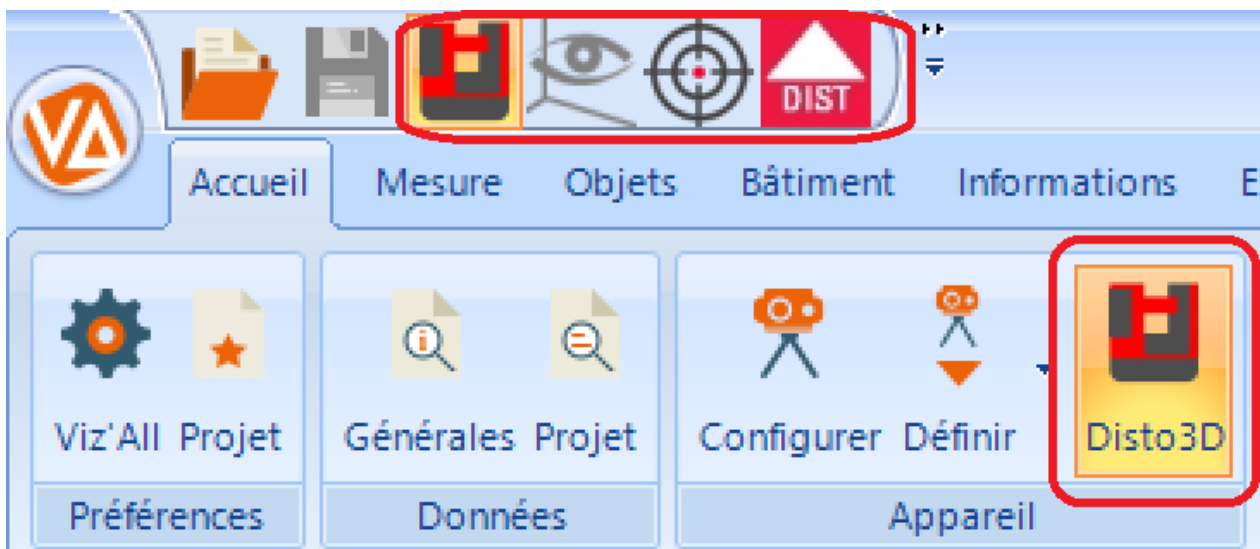 DIST
Accueil Mesure Objets Bâtiment Informations E
Viz'All Projet Générales Projet Configurer Définir Disto3D
Préférences Données Appareil